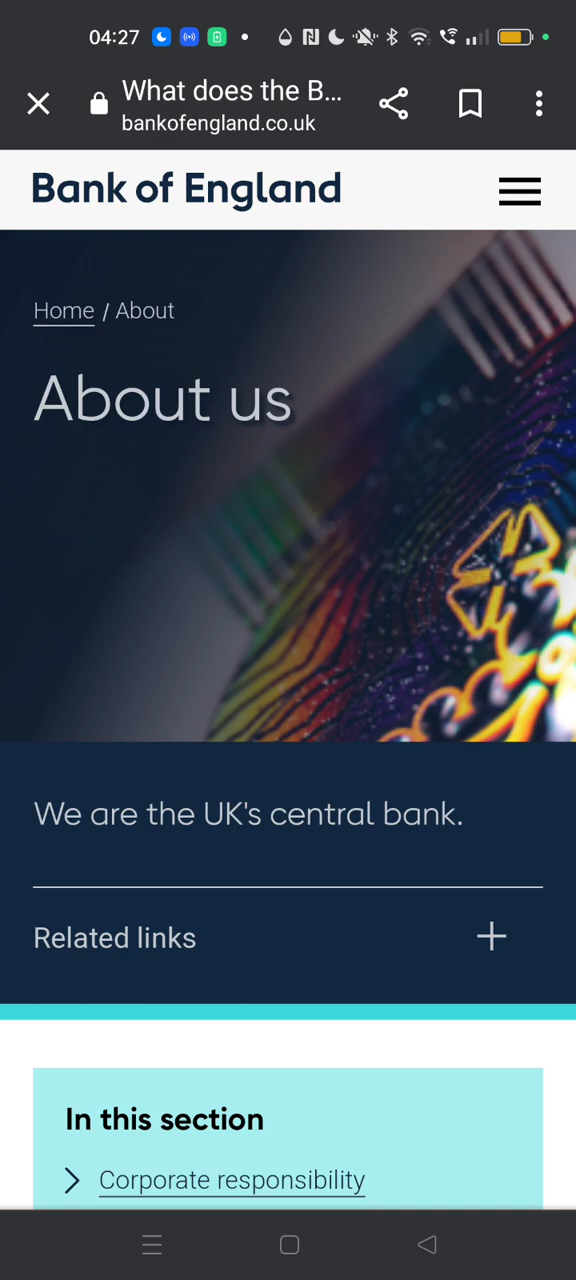 04:27
What does the B...
bankofengland.co.uk
Bank of England
Home / About
About us
We are the UK's central bank.
Related links
In this section
Corporate responsibility